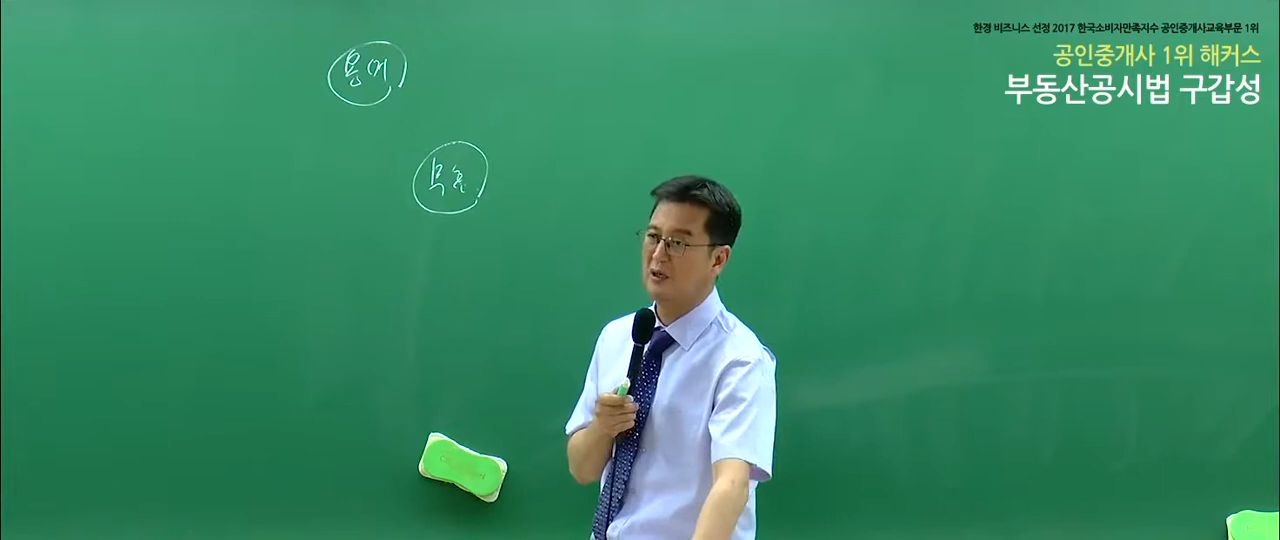 한경 비즈니스 선정 2017 한국소비자만족지수 공인중개사교육부문 1위
공인중개사 1위 해커스
부동산공시법 구갑성
용어